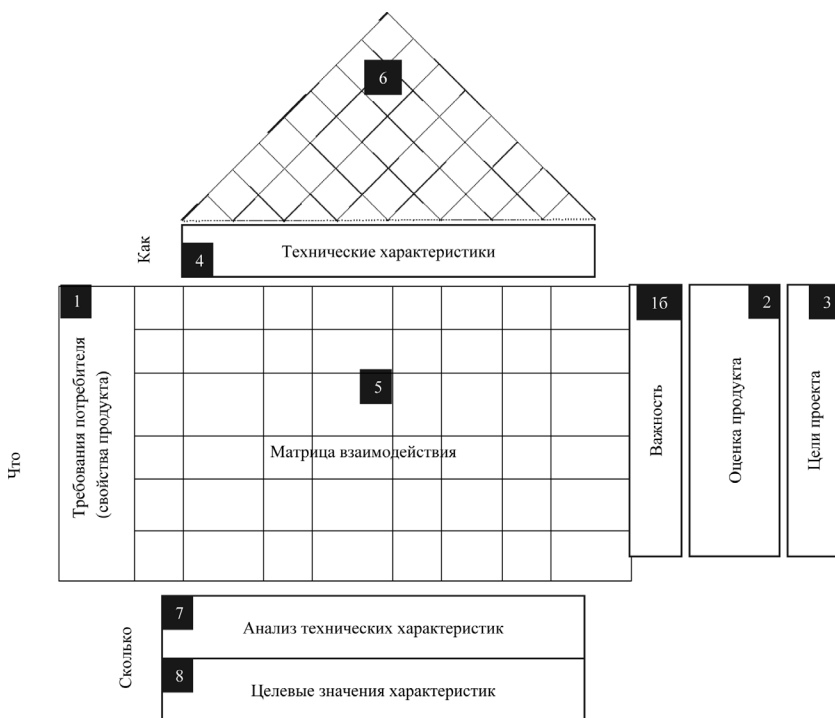 6
Как
4
Технические характеристики
1
1б
2
3
Что
Требования потребителя
(свойства продукта)
5
Матрица взаимодействия
Важность
Оценка продукта
Цели проекта
Сколько
7
Анализ технических характеристик
8
Целевые значения характеристик